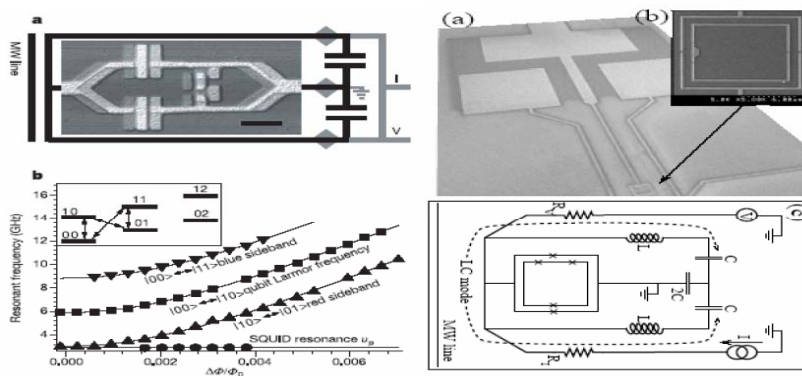 a
MW line
I
V
b
Resonant frequency (GHz)
16
14
12
10
8
6
4
12
11
10
01
02
00
|00> |11> blue sideband
|00> |10> qubit Larmor frequency
|10> |01> red sideband
SQUID resonance
0.000
0.002
0.004
0.006
ΔΦ/Φ₀
(a)
(b)
(c)
R
V
L
C
2C
C
LC mode
L
MW line
I
R